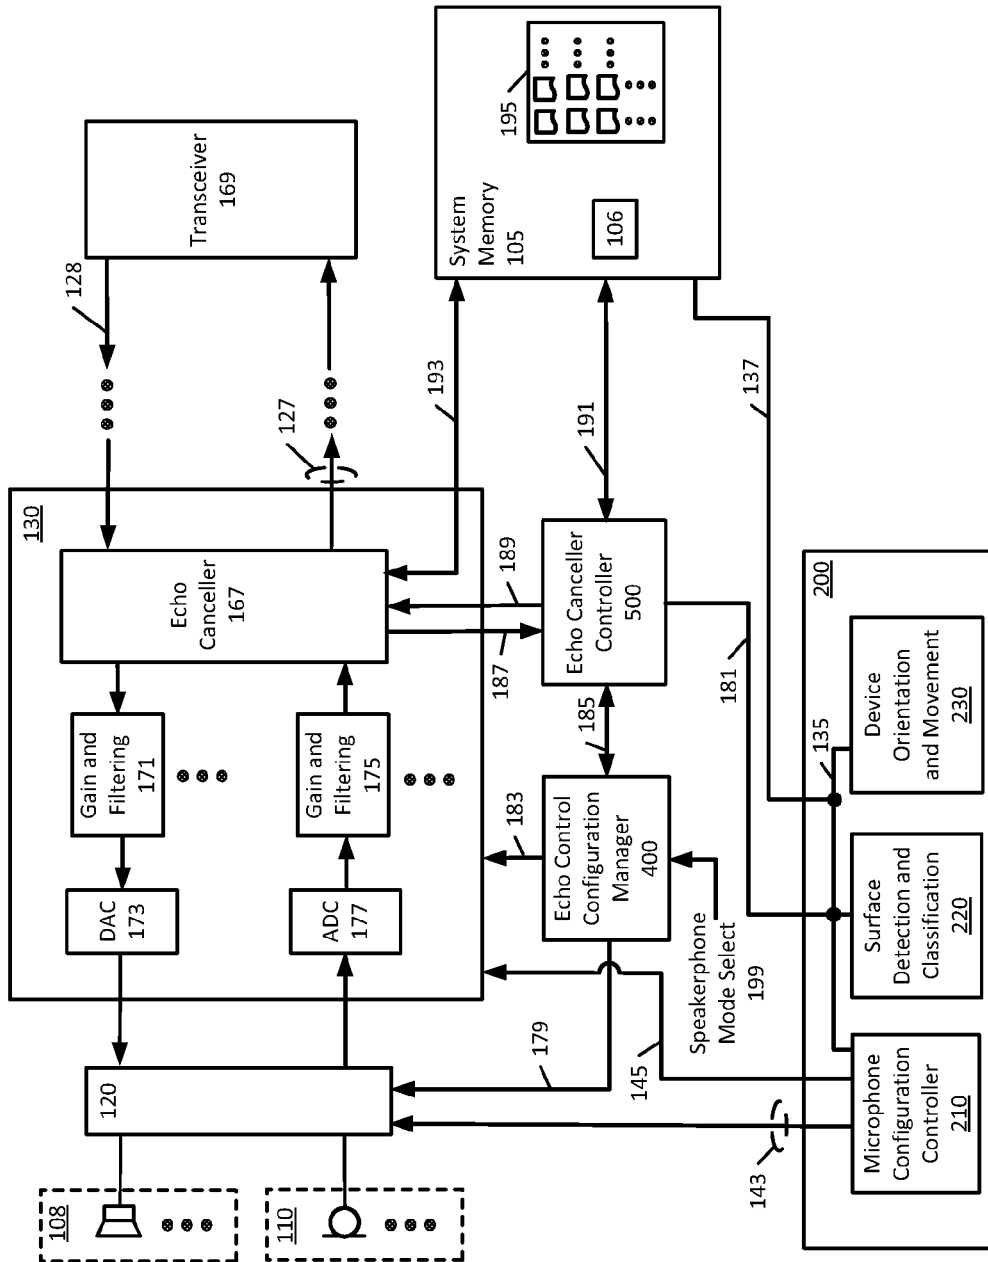 108
110
120
DAC
173
ADC
177
Gain and
Filtering
171
Gain and
Filtering
175
Echo
Canceller
167
130
128
127
Transceiver
169
179
145
143
183
Echo Control
Configuration
Manager
400
Speakerphone
Mode Select
199
185
187
189
193
Echo Canceller
Controller
500
191
181
System
Memory
105
106
195
137
135
200
Microphone
Configuration
Controller
210
Surface
Detection and
Classification
220
Device
Orientation
and Movement
230